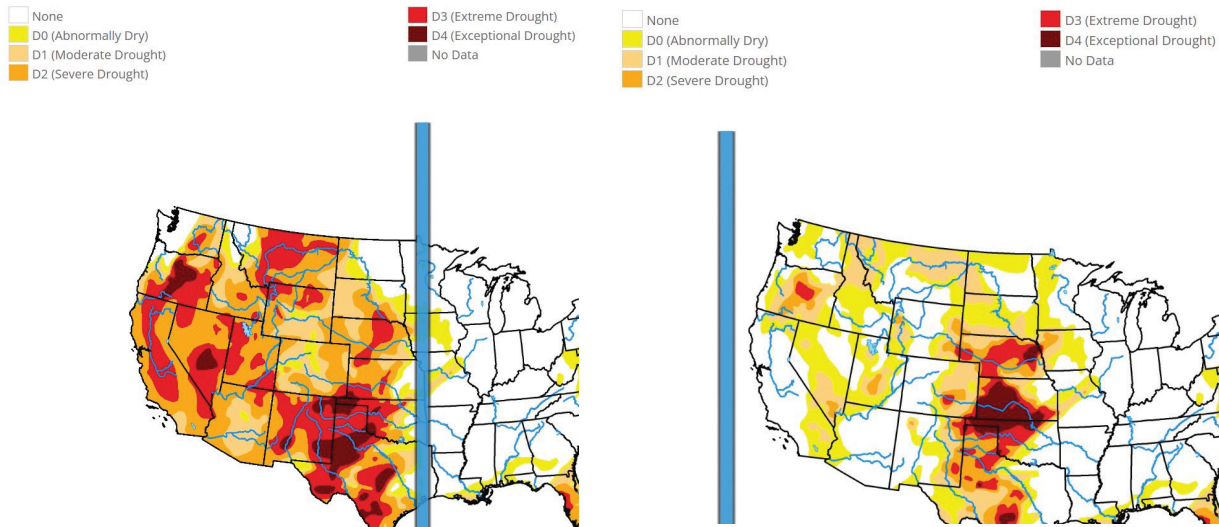 None
D0 (Abnormally Dry)
D1 (Moderate Drought)
D2 (Severe Drought)
D3 (Extreme Drought)
D4 (Exceptional Drought)
No Data
None
D0 (Abnormally Dry)
D1 (Moderate Drought)
D2 (Severe Drought)
D3 (Extreme Drought)
D4 (Exceptional Drought)
No Data